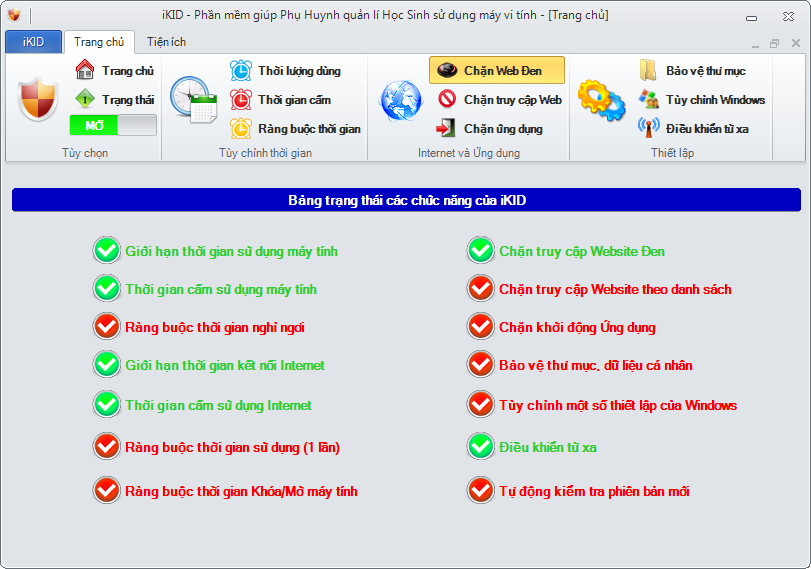 iKID - Phần mềm giúp Phụ Huynh quản lí Học Sinh sử dụng máy vi tính - [Trang chủ]
iKID Trang chủ Tiện ích
Trang chủ
Trạng thái
MỞ
Tùy chọn
Thời lượng dùng
Thời gian cấm
Ràng buộc thời gian
Tùy chỉnh thời gian
Chặn Web Đen
Chặn truy cập Web
Chặn ứng dụng
Internet và Ứng dụng
Bảo vệ thư mục
Tùy chỉnh Windows
Điều khiển từ xa
Thiết lập
Bảng trạng thái các chức năng của iKID
Giới hạn thời gian sử dụng máy tính
Thời gian cấm sử dụng máy tính
Ràng buộc thời gian nghỉ ngơi
Giới hạn thời gian kết nối Internet
Thời gian cấm sử dụng Internet
Ràng buộc thời gian sử dụng (1 lần)
Ràng buộc thời gian Khóa/Mở máy tính
Chặn truy cập Website Đen
Chặn truy cập Website theo danh sách
Chặn khởi động Ứng dụng
Bảo vệ thư mục, dữ liệu cá nhân
Tùy chỉnh một số thiết lập của Windows
Điều khiển từ xa
Tự động kiểm tra phiên bản mới